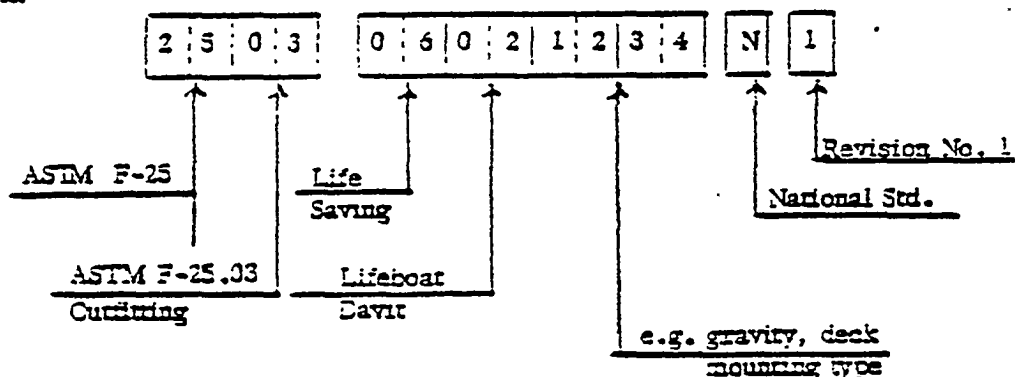 2 5 0 3 0 6 0 2 1 2 3 4 N 1
Revision No. 1
ASTM F-25
Life
Saving
National Std.
ASTM F-25.03
Outfitting
Lifeboat
Davit
e.g. gravity, deck
mounting type